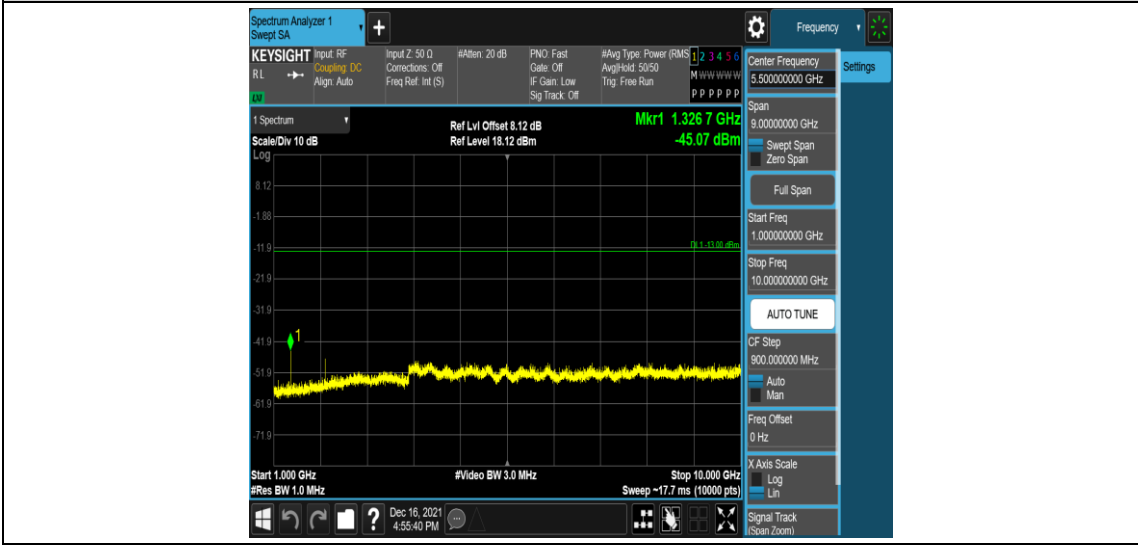 Spectrum Analyzer 1
Swept SA
+
Frequency
KEYSIGHT
Input: RF
Coupling: DC
Align: Auto
RL
LM
Input Z: 50 Ω
Corrections: Off
Freq Ref: Int (S)
#Atten: 20 dB
PNO: Fast
Gate: Off
IF Gain: Low
Sig Track: Off
#Avg Type: Power (RMS
Avg|Hold: 50/50
Trig: Free Run
1 2 3 4 5 6
M W W W W W
P P P P P P
Center Frequency
5.500000000 GHz
Settings
Span
9.00000000 GHz
Swept Span
Zero Span
Full Span
Start Freq
1.000000000 GHz
Stop Freq
10.000000000 GHz
AUTO TUNE
CF Step
900.000000 MHz
Auto
Man
Freq Offset
0 Hz
X Axis Scale
Log
Lin
Signal Track
(Span Zoom)
1 Spectrum
Scale/Div 10 dB
Log
Ref Lvl Offset 8.12 dB
Ref Level 18.12 dBm
Mkr1 1.326 7 GHz
-45.07 dBm
8.12
-1.88
-11.9
DL1 -13.00 dBm
-21.9
-31.9
-41.9
1
-51.9
-61.9
-71.9
Start 1.000 GHz
#Video BW 3.0 MHz
Stop 10.000 GHz
#Res BW 1.0 MHz
Sweep ~17.7 ms (10000 pts)
?
Dec 16, 2021
4:55:40 PM